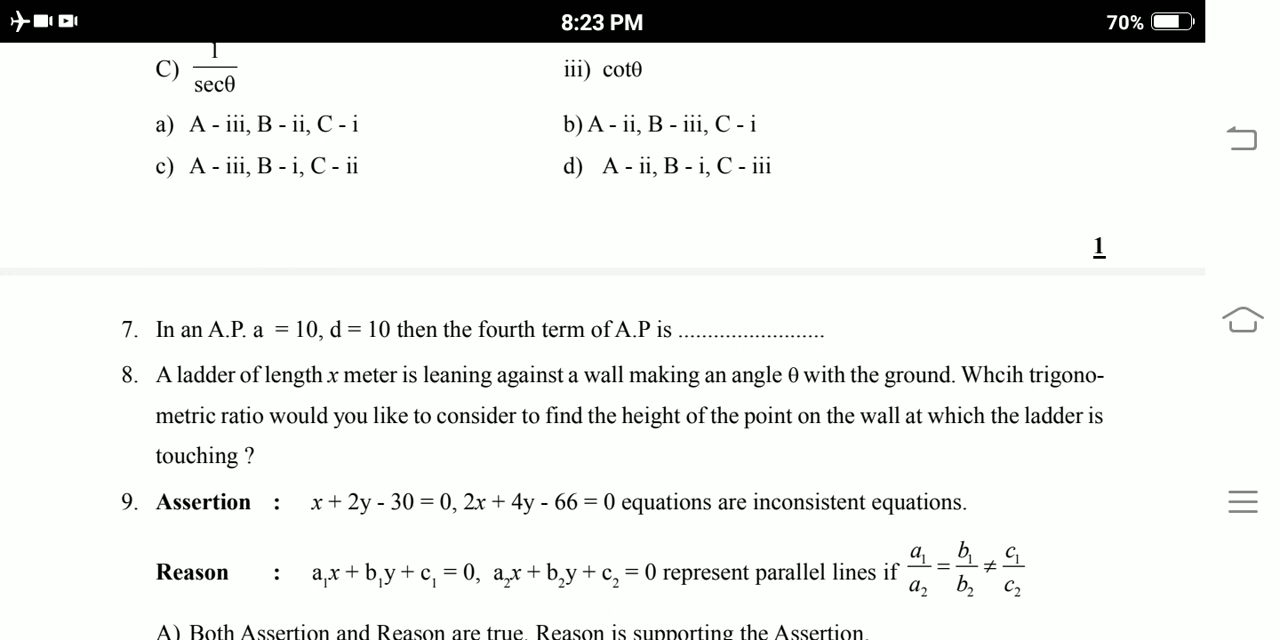 8:23 PM
70%
C) 1/secθ iii) cotθ
a) A - iii, B - ii, C - i b) A - ii, B - iii, C - i
c) A - iii, B - i, C - ii d) A - ii, B - i, C - iii
1
7. In an A.P. a = 10, d = 10 then the fourth term of A.P is .........................
8. A ladder of length x meter is leaning against a wall making an angle θ with the ground. Whcih trigono-
metric ratio would you like to consider to find the height of the point on the wall at which the ladder is
touching ?
9. Assertion : x + 2y - 30 = 0, 2x + 4y - 66 = 0 equations are inconsistent equations.
Reason : a₁x + b₁y + c₁ = 0, a₂x + b₂y + c₂ = 0 represent parallel lines if a₁/a₂ = b₁/b₂ ≠ c₁/c₂
A) Both Assertion and Reason are true, Reason is supporting the Assertion.